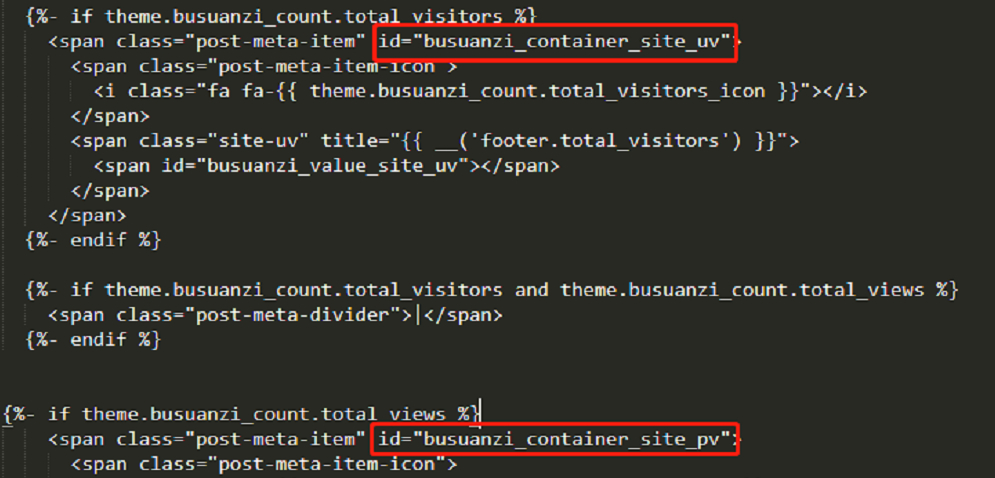 {%- if theme.busuanzi_count.total_visitors %}
<span class="post-meta-item" id="busuanzi_container_site_uv">
<span class="post-meta-item-icon">
<i class="fa fa-{{ theme.busuanzi_count.total_visitors_icon }}"></i>
</span>
<span class="site-uv" title="{{ __('footer.total_visitors') }}">
<span id="busuanzi_value_site_uv"></span>
</span>
</span>
{%- endif %}
{%- if theme.busuanzi_count.total_visitors and theme.busuanzi_count.total_views %}
<span class="post-meta-divider">|</span>
{%- endif %}
{%- if theme.busuanzi_count.total_views %}
<span class="post-meta-item" id="busuanzi_container_site_pv">
<span class="post-meta-item-icon">